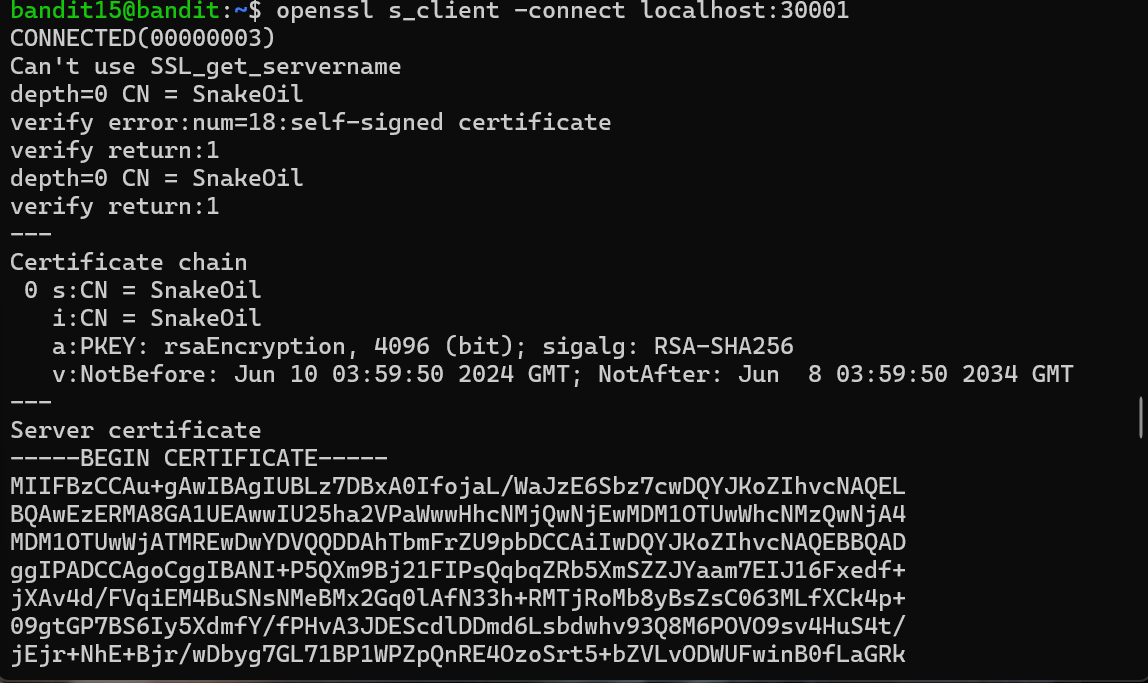 bandit15@bandit:~$ openssl s_client -connect localhost:30001
CONNECTED(00000003)
Can't use SSL_get_servername
depth=0 CN = SnakeOil
verify error:num=18:self-signed certificate
verify return:1
depth=0 CN = SnakeOil
verify return:1
---
Certificate chain
 0 s:CN = SnakeOil
   i:CN = SnakeOil
   a:PKEY: rsaEncryption, 4096 (bit); sigalg: RSA-SHA256
   v:NotBefore: Jun 10 03:59:50 2024 GMT; NotAfter: Jun  8 03:59:50 2034 GMT
---
Server certificate
-----BEGIN CERTIFICATE-----
MIIFBzCCAu+gAwIBAgIUBLz7DBxA0IfojaL/WaJzE6Sbz7cwDQYJKoZIhvcNAQEL
BQAwEzERMA8GA1UEAwwIU25ha2VPaWwwHhcNMjQwNjEwMDM1OTUwWhcNMzQwNjA4
MDM1OTUwWjATMREwDwYDVQQDDAhTbmFrZU9pbDCCAiIwDQYJKoZIhvcNAQEBBQAD
ggIPADCCAgoCggIBANI+P5QXm9Bj21FIPsQqbqZRb5XmSZZJYaam7EIJ16Fxedf+
jXAv4d/FVqiEM4BuSNsNMeBMx2Gq0lAfN33h+RMTjRoMb8yBsZsC063MLfXCk4p+
09gtGP7BS6Iy5XdmfY/fPHvA3JDEScdlDDmd6Lsbdwhv93Q8M6POVO9sv4HuS4t/
jEjr+NhE+Bjr/wDbyg7GL71BP1WPZpQnRE4OzoSrt5+bZVLvODWUFwinB0fLaGRk